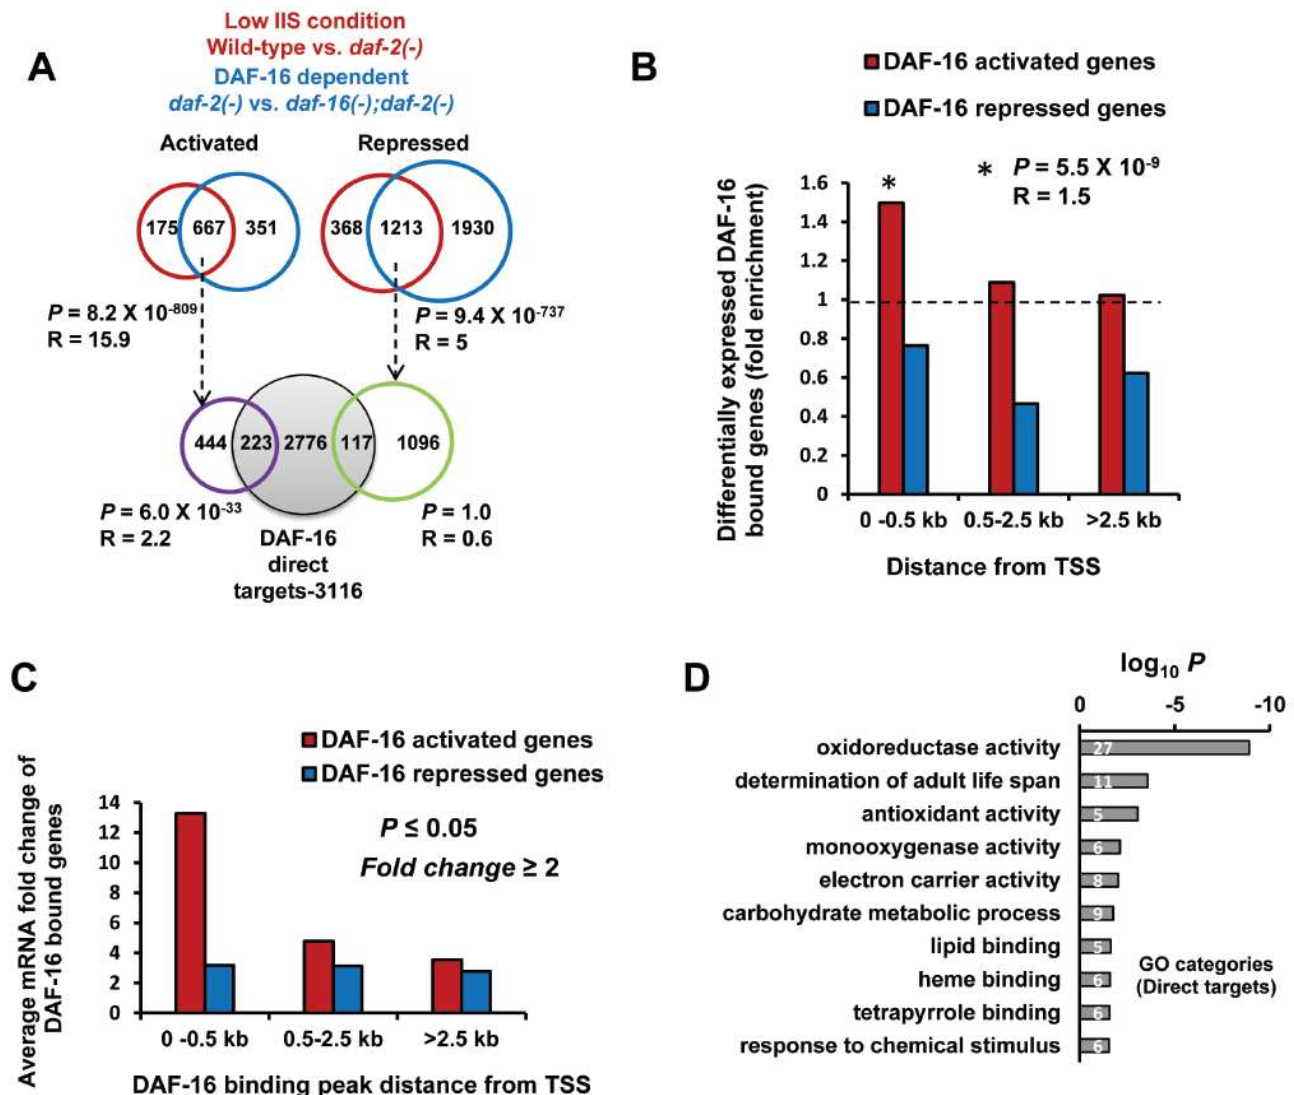 A
Low IIS condition
Wild-type vs. daf-2(-)
DAF-16 dependent
daf-2(-) vs. daf-16(-);daf-2(-)
Activated
Repressed
175 667 351
368 1213 1930
P = 8.2 X 10⁻⁸⁰⁹
R = 15.9
P = 9.4 X 10⁻⁷³⁷
R = 5
444 223 2776 117 1096
P = 6.0 X 10⁻³³
R = 2.2
P = 1.0
R = 0.6
DAF-16
direct
targets-3116
B
DAF-16 activated genes
DAF-16 repressed genes
* P = 5.5 X 10⁻⁹
R = 1.5
Differentially expressed DAF-16
bound genes (fold enrichment)
1.6
1.4
1.2
1
0.8
0.6
0.4
0.2
0
*
0 -0.5 kb 0.5-2.5 kb >2.5 kb
Distance from TSS
C
DAF-16 activated genes
DAF-16 repressed genes
P ≤ 0.05
Fold change ≥ 2
Average mRNA fold change of
DAF-16 bound genes
14
12
10
8
6
4
2
0
0 -0.5 kb 0.5-2.5 kb >2.5 kb
DAF-16 binding peak distance from TSS
D
log₁₀ P
0 -5 -10
oxidoreductase activity 27
determination of adult life span 11
antioxidant activity 5
monooxygenase activity 6
electron carrier activity 8
carbohydrate metabolic process 9
lipid binding 5
heme binding 6
tetrapyrrole binding 6
response to chemical stimulus 6
GO categories
(Direct targets)